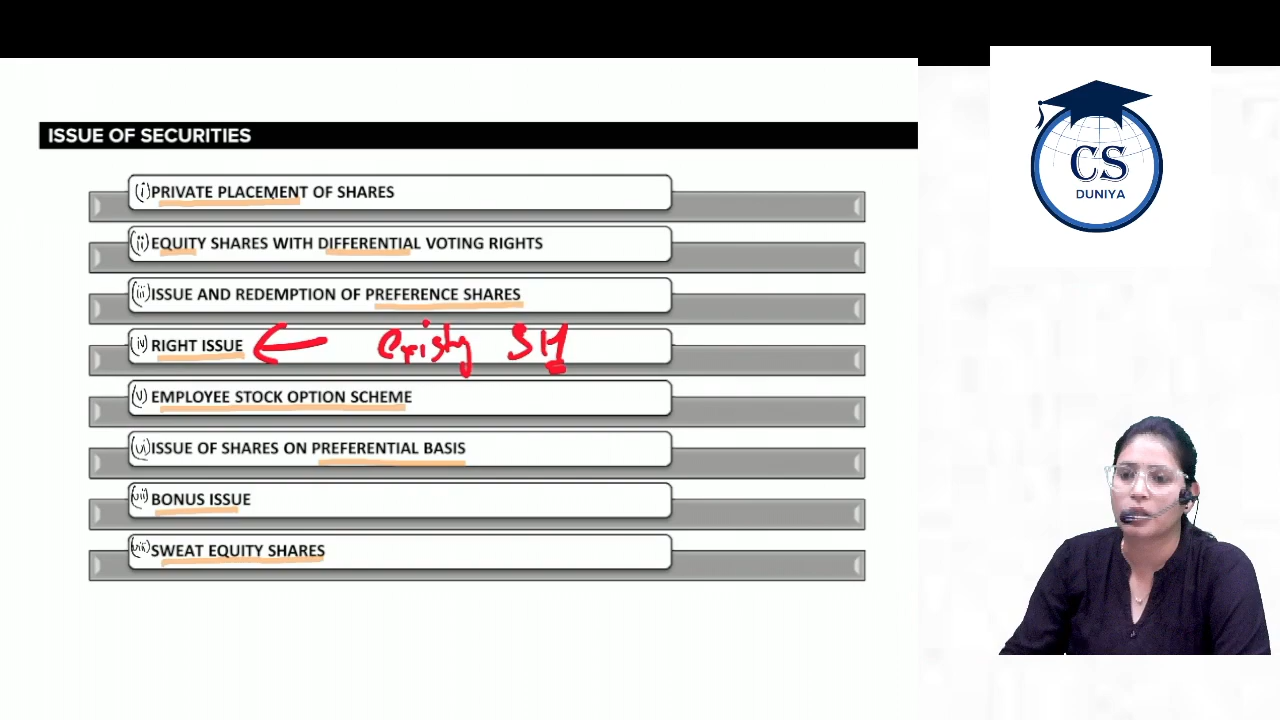 ISSUE OF SECURITIES
(i) PRIVATE PLACEMENT OF SHARES
(ii) EQUITY SHARES WITH DIFFERENTIAL VOTING RIGHTS
(iii) ISSUE AND REDEMPTION OF PREFERENCE SHARES
(iv) RIGHT ISSUE ← existy SH
(v) EMPLOYEE STOCK OPTION SCHEME
(vi) ISSUE OF SHARES ON PREFERENTIAL BASIS
(vii) BONUS ISSUE
(viii) SWEAT EQUITY SHARES
CS
DUNIYA